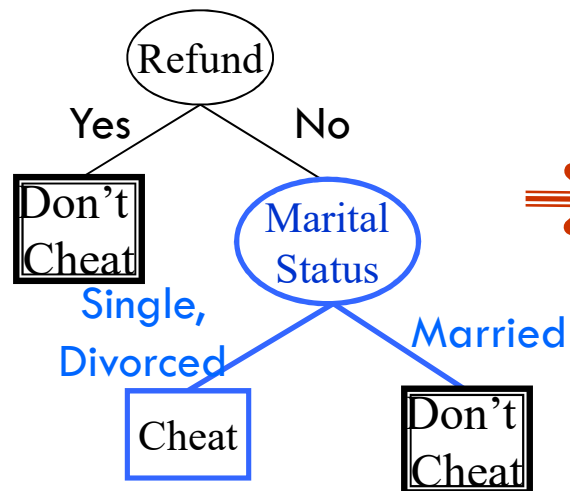 Refund
Yes
No
Don’t
Cheat
Marital
Status
Single,
Divorced
Married
Cheat
Don’t
Cheat